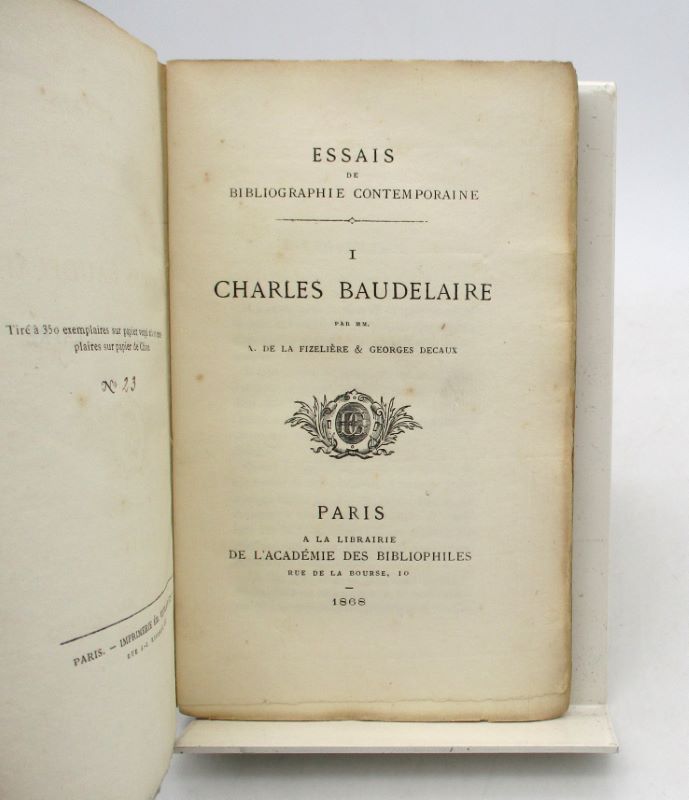 Tiré à 350 exemplaires sur papier
plaires sur papier de Chine.
Nº 23
PARIS. — IMPRIMERIE
ESSAIS
DE
BIBLIOGRAPHIE CONTEMPORAINE
I
CHARLES BAUDELAIRE
PAR MM.
A. DE LA FIZELIÈRE & GEORGES DECAUX
PARIS
A LA LIBRAIRIE
DE L'ACADÉMIE DES BIBLIOPHILES
RUE DE LA BOURSE, 10
1868